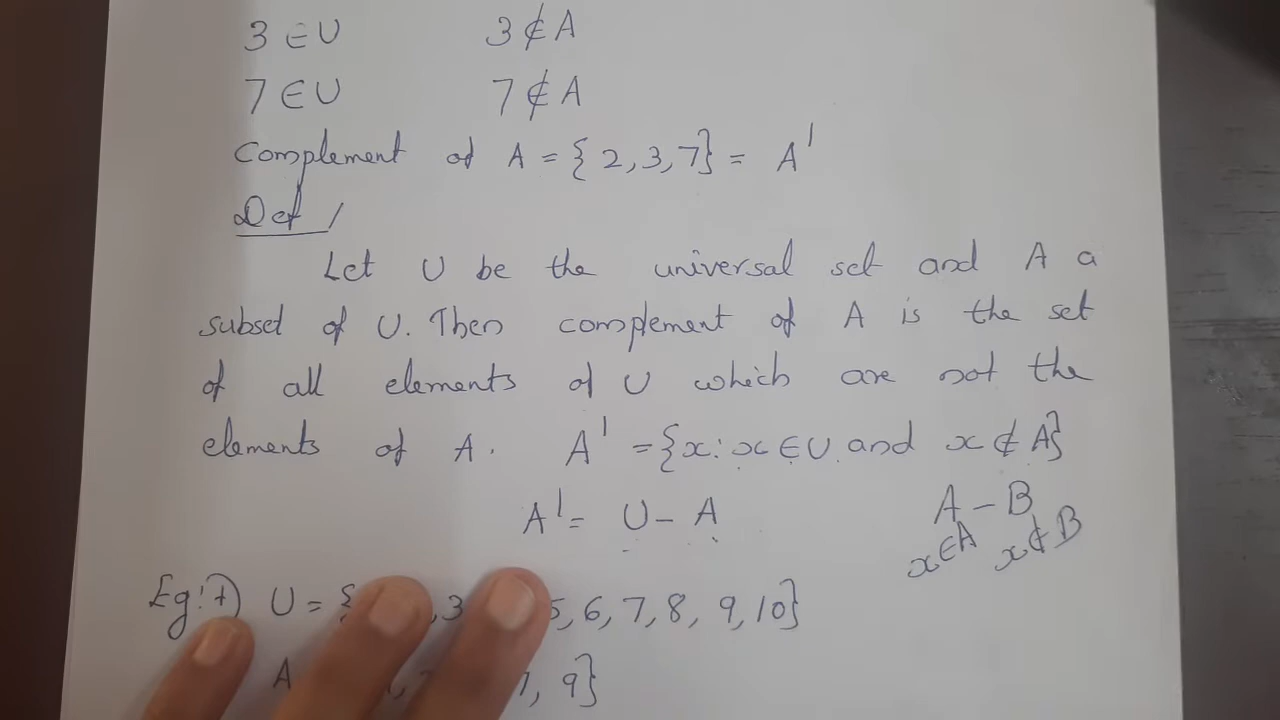 3 ∈ U 3 ∉ A
7 ∈ U 7 ∉ A
Complement of A = {2, 3, 7} = A'
Def /
Let U be the universal set and A a
subset of U. Then complement of A is the set
of all elements of U which are not the
elements of A. A' = {x : x ∈ U and x ∉ A}
A' = U - A A - B
x ∈ A x ∉ B
Eg: 7) U = { , 3 5, 6, 7, 8, 9, 10}
A , 9}